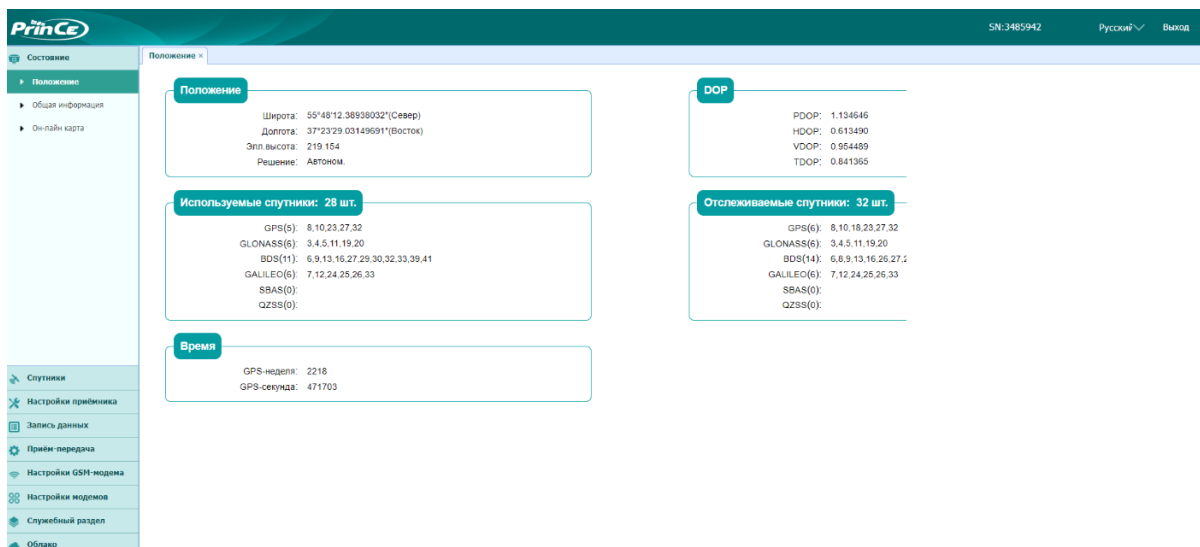 PrinCe
SN:3485942
Русский
Выход
Состояние
Положение ×
Положение
Общая информация
Он-лайн карта
Положение
Широта: 55°48'12.38938032"(Север)
Долгота: 37°23'29.03149691"(Восток)
Элл.высота: 219.154
Решение: Автоном.
DOP
PDOP: 1.134646
HDOP: 0.613490
VDOP: 0.954489
TDOP: 0.841365
Используемые спутники: 28 шт.
GPS(5): 8,10,23,27,32
GLONASS(6): 3,4,5,11,19,20
BDS(11): 6,9,13,16,27,29,30,32,33,39,41
GALILEO(6): 7,12,24,25,26,33
SBAS(0):
QZSS(0):
Отслеживаемые спутники: 32 шт.
GPS(6): 8,10,18,23,27,32
GLONASS(6): 3,4,5,11,19,20
BDS(14): 6,8,9,13,16,26,27,2
GALILEO(6): 7,12,24,25,26,33
SBAS(0):
QZSS(0):
Время
GPS-неделя: 2218
GPS-секунда: 471703
Спутники
Настройки приёмника
Запись данных
Приём-передача
Настройки GSM-модема
Настройки модемов
Служебный раздел
Облако